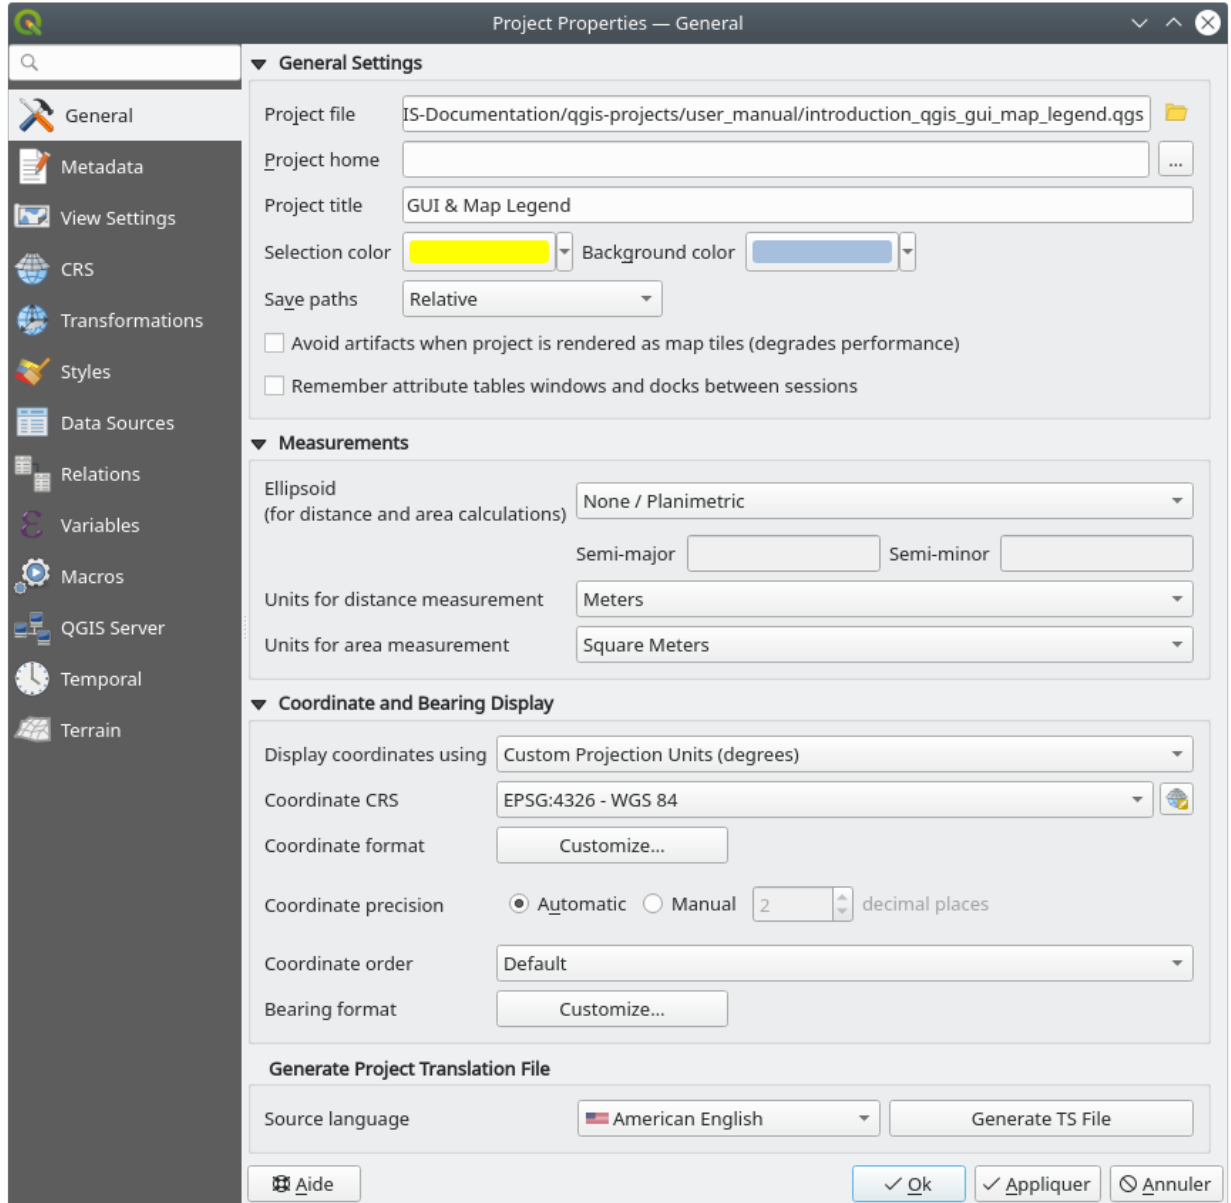 Project Properties — General
General Settings
General
Metadata
View Settings
CRS
Transformations
Styles
Data Sources
Relations
Variables
Macros
QGIS Server
Temporal
Terrain
Project file IS-Documentation/qgis-projects/user_manual/introduction_qgis_gui_map_legend.qgs
Project home ...
Project title GUI & Map Legend
Selection color Background color
Save paths Relative
Avoid artifacts when project is rendered as map tiles (degrades performance)
Remember attribute tables windows and docks between sessions
Measurements
Ellipsoid
(for distance and area calculations) None / Planimetric
Semi-major Semi-minor
Units for distance measurement Meters
Units for area measurement Square Meters
Coordinate and Bearing Display
Display coordinates using Custom Projection Units (degrees)
Coordinate CRS EPSG:4326 - WGS 84
Coordinate format Customize...
Coordinate precision Automatic Manual 2 decimal places
Coordinate order Default
Bearing format Customize...
Generate Project Translation File
Source language American English Generate TS File
Aide Ok Appliquer Annuler